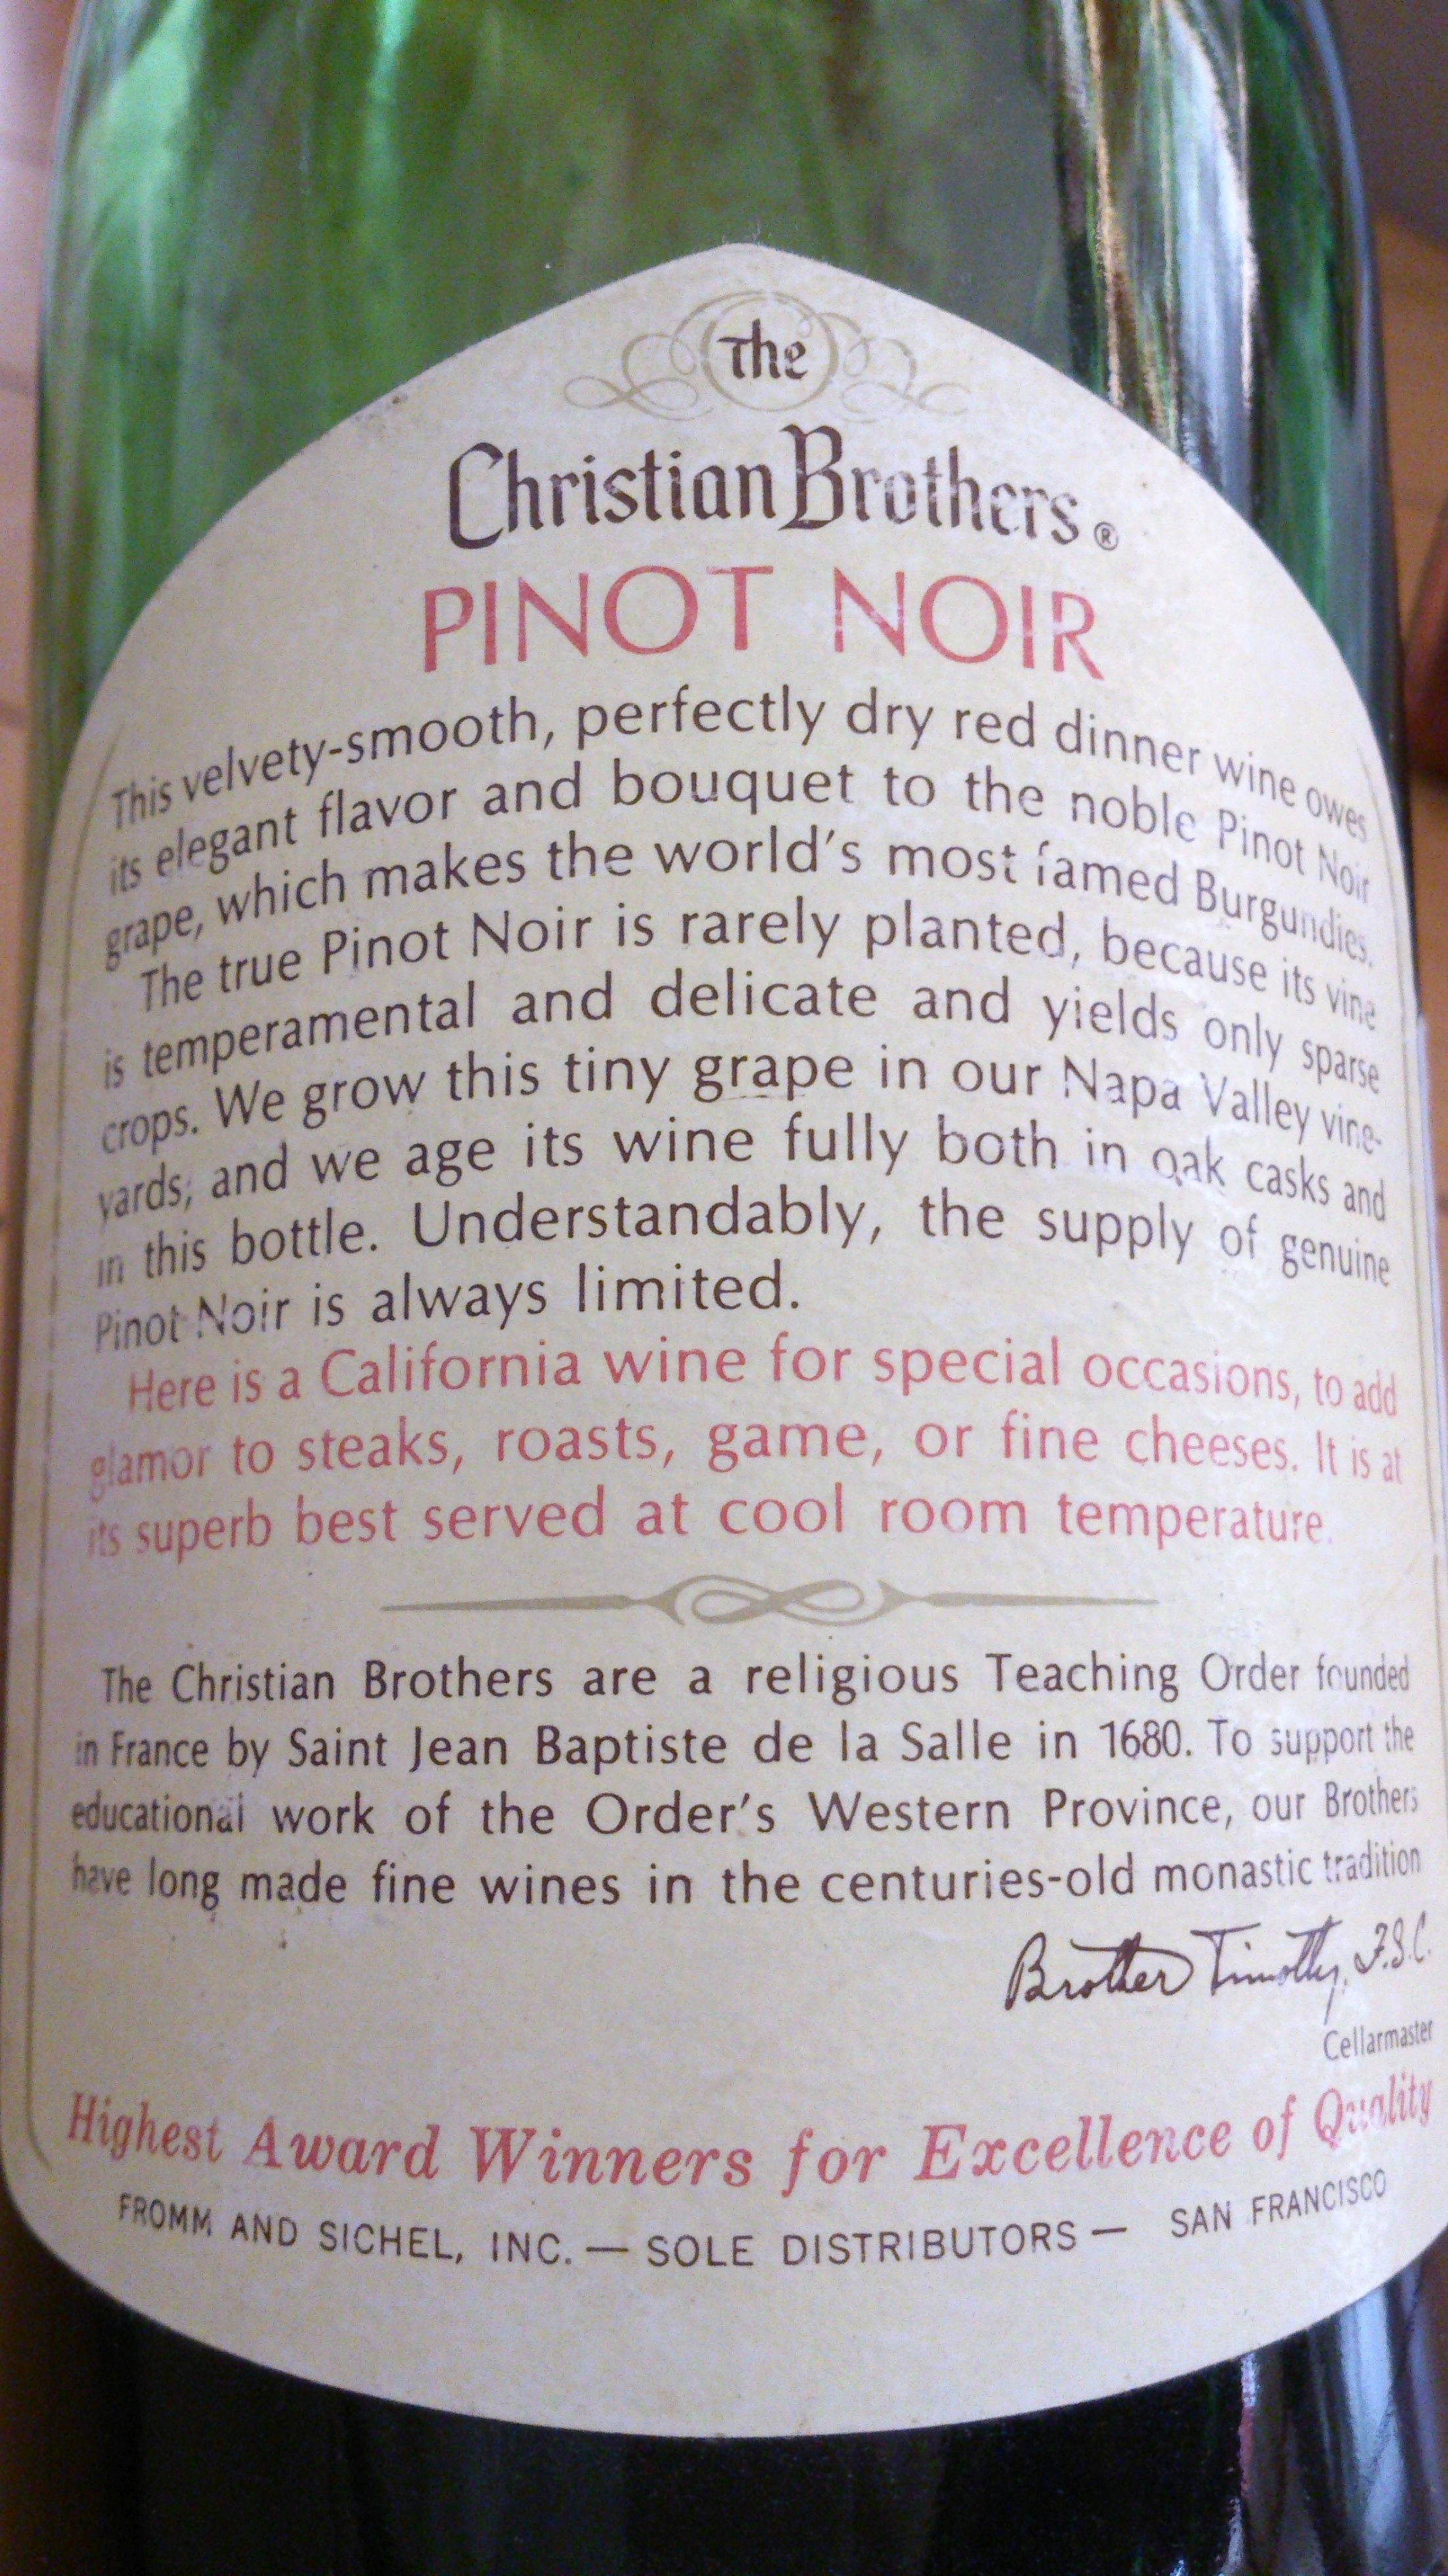 The
Christian Brothers®
PINOT NOIR
This velvety-smooth, perfectly dry red dinner wine owes
its elegant flavor and bouquet to the noble Pinot Noir
grape, which makes the world's most famed Burgundies.
The true Pinot Noir is rarely planted, because its vine
is temperamental and delicate and yields only sparse
crops. We grow this tiny grape in our Napa Valley vine-
yards; and we age its wine fully both in oak casks and
in this bottle. Understandably, the supply of genuine
Pinot Noir is always limited.
Here is a California wine for special occasions, to add
glamor to steaks, roasts, game, or fine cheeses. It is at
its superb best served at cool room temperature.
The Christian Brothers are a religious Teaching Order founded
in France by Saint Jean Baptiste de la Salle in 1680. To support the
educational work of the Order's Western Province, our Brothers
have long made fine wines in the centuries-old monastic tradition
Brother Timothy, F.S.C.
Cellarmaster
Highest Award Winners for Excellence of Quality
FROMM AND SICHEL, INC. — SOLE DISTRIBUTORS — SAN FRANCISCO